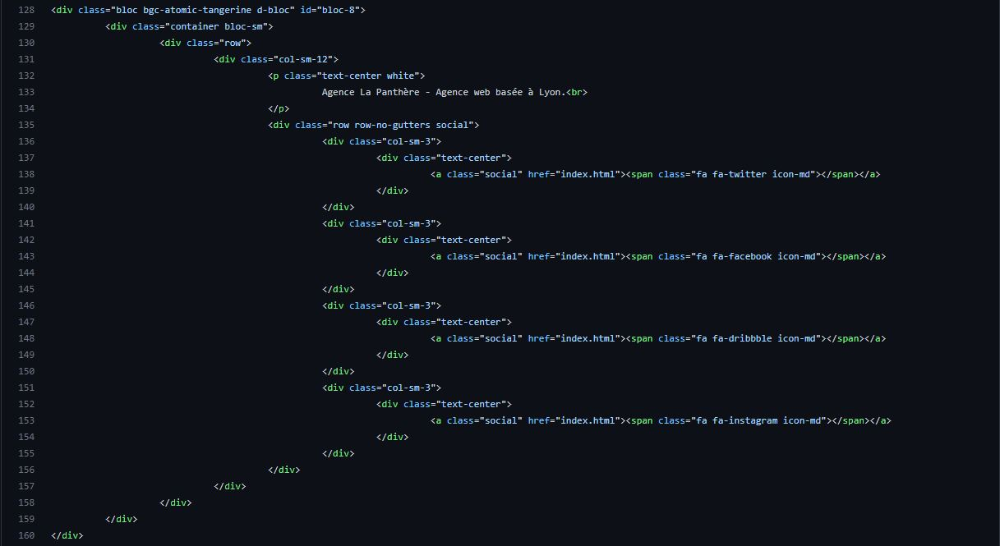 128 <div class="bloc bgc-atomic-tangerine d-bloc" id="bloc-8">
129 <div class="container bloc-sm">
130 <div class="row">
131 <div class="col-sm-12">
132 <p class="text-center white">
133 Agence La Panthère - Agence web basée à Lyon.<br>
134 </p>
135 <div class="row row-no-gutters social">
136 <div class="col-sm-3">
137 <div class="text-center">
138 <a class="social" href="index.html"><span class="fa fa-twitter icon-md"></span></a>
139 </div>
140 </div>
141 <div class="col-sm-3">
142 <div class="text-center">
143 <a class="social" href="index.html"><span class="fa fa-facebook icon-md"></span></a>
144 </div>
145 </div>
146 <div class="col-sm-3">
147 <div class="text-center">
148 <a class="social" href="index.html"><span class="fa fa-dribbble icon-md"></span></a>
149 </div>
150 </div>
151 <div class="col-sm-3">
152 <div class="text-center">
153 <a class="social" href="index.html"><span class="fa fa-instagram icon-md"></span></a>
154 </div>
155 </div>
156 </div>
157 </div>
158 </div>
159 </div>
160 </div>